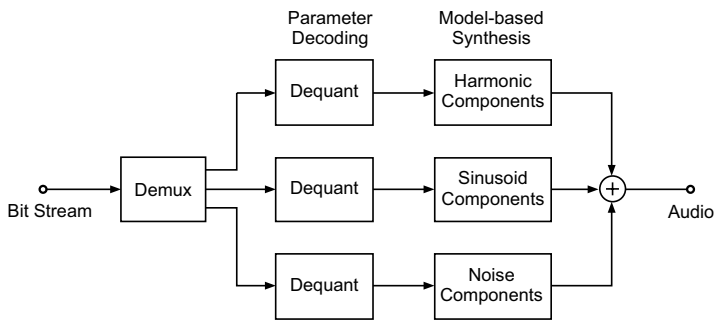 Parameter
Decoding
Model-based
Synthesis
Dequant
Harmonic
Components
Bit Stream
Demux
Dequant
Sinusoid
Components
+
Audio
Dequant
Noise
Components